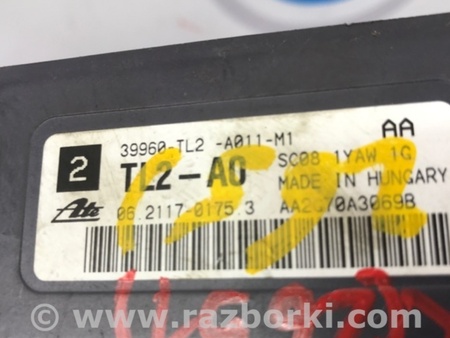 39960-TL2 -A011-M1 AA
2 TL2-A0 SC08 1YAW 1G
MADE IN HUNGARY
Ate 06.2117-0175.3 AA2G70A3069B
www.razborki.com